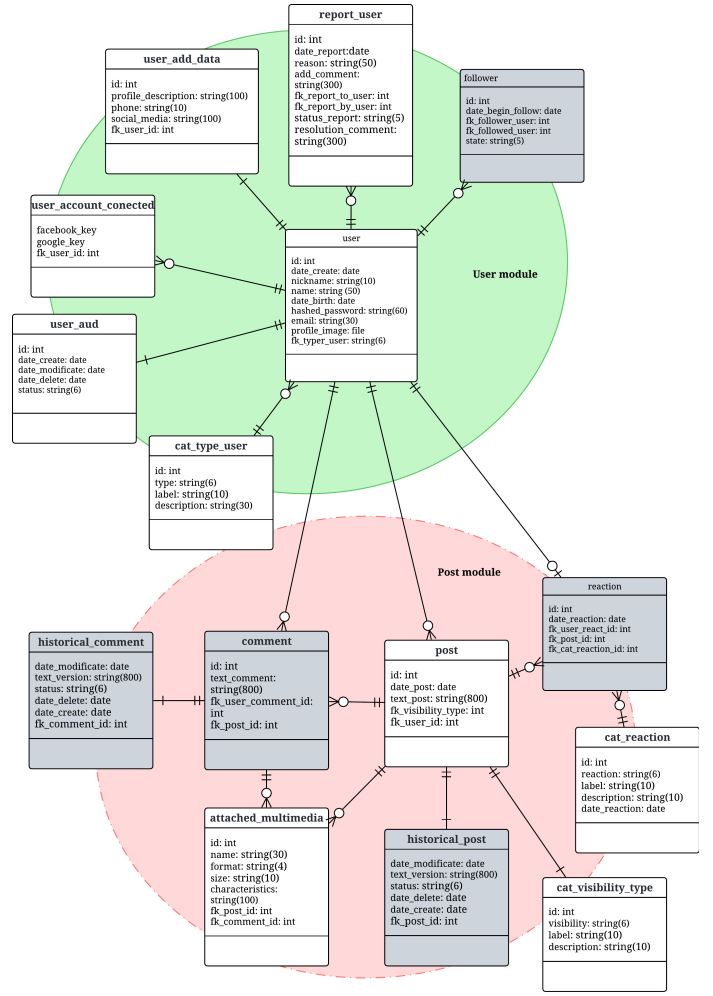 report_user
id: int
date_report:date
reason: string(50)
add_comment:
string(300)
fk_report_to_user: int
fk_report_by_user: int
status_report: string(5)
resolution_comment:
string(300)
user_add_data
id: int
profile_description: string(100)
phone: string(10)
social_media: string(100)
fk_user_id: int
follower
id: int
date_begin_follow: date
fk_follower_user: int
fk_followed_user: int
state: string(5)
user_account_conected
facebook_key
google_key
fk_user_id: int
user
id: int
date_create: date
nickname: string(10)
name: string (50)
date_birth: date
hashed_password: string(60)
email: string(30)
profile_image: file
fk_typer_user: string(6)
User module
user_aud
id: int
date_create: date
date_modificate: date
date_delete: date
status: string(6)
cat_type_user
id: int
type: string(6)
label: string(10)
description: string(30)
Post module
reaction
id: int
date_reaction: date
fk_user_react_id: int
fk_post_id: int
fk_cat_reaction_id: int
historical_comment
date_modificate: date
text_version: string(800)
status: string(6)
date_delete: date
date_create: date
fk_comment_id: int
comment
id: int
text_comment:
string(800)
fk_user_comment_id:
int
fk_post_id: int
post
id: int
date_post: date
text_post: string(800)
fk_visibility_type: int
fk_user_id: int
cat_reaction
id: int
reaction: string(6)
label: string(10)
description: string(10)
date_reaction: date
attached_multimedia
id: int
name: string(30)
format: string(4)
size: string(10)
characteristics:
string(100)
fk_post_id: int
fk_comment_id: int
historical_post
date_modificate: date
text_version: string(800)
status: string(6)
date_delete: date
date_create: date
fk_post_id: int
cat_visibility_type
id: int
visibility: string(6)
label: string(10)
description: string(10)